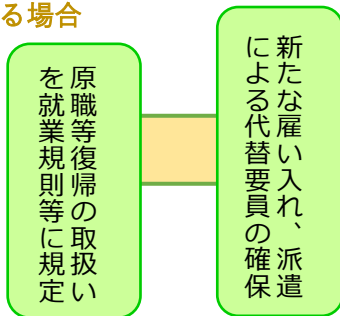 る場合
原職等復帰の取扱い
を就業規則等に規定
新たな雇い入れ、派遣
による代替要員の確保